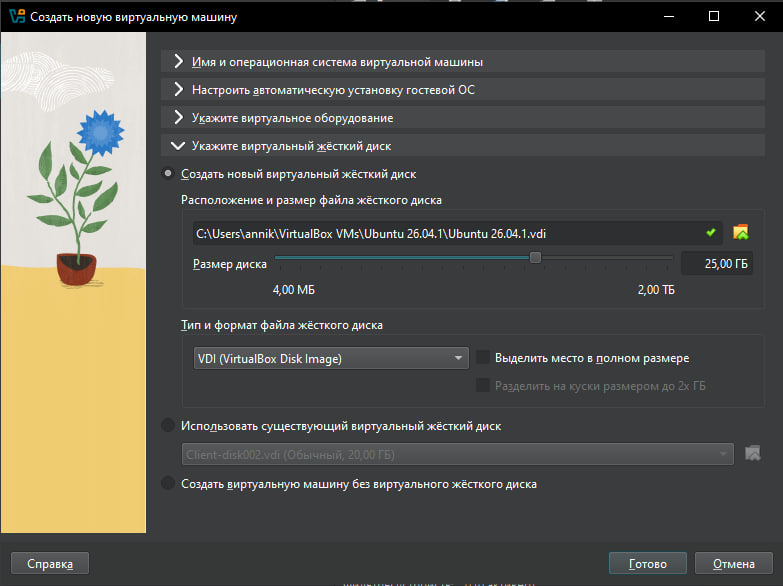 Создать новую виртуальную машину
Имя и операционная система виртуальной машины
Настроить автоматическую установку гостевой ОС
Укажите виртуальное оборудование
Укажите виртуальный жёсткий диск
Создать новый виртуальный жёсткий диск
Расположение и размер файла жёсткого диска
C:\Users\annik\VirtualBox VMs\Ubuntu 26.04.1\Ubuntu 26.04.1.vdi
Размер диска
25,00 ГБ
4,00 МБ 2,00 ТБ
Тип и формат файла жёсткого диска
VDI (VirtualBox Disk Image) Выделить место в полном размере
Разделить на куски размером до 2х ГБ
Использовать существующий виртуальный жёсткий диск
Client-disk002.vdi (Обычный, 20,00 ГБ)
Создать виртуальную машину без виртуального жёсткого диска
Справка Готово Отмена